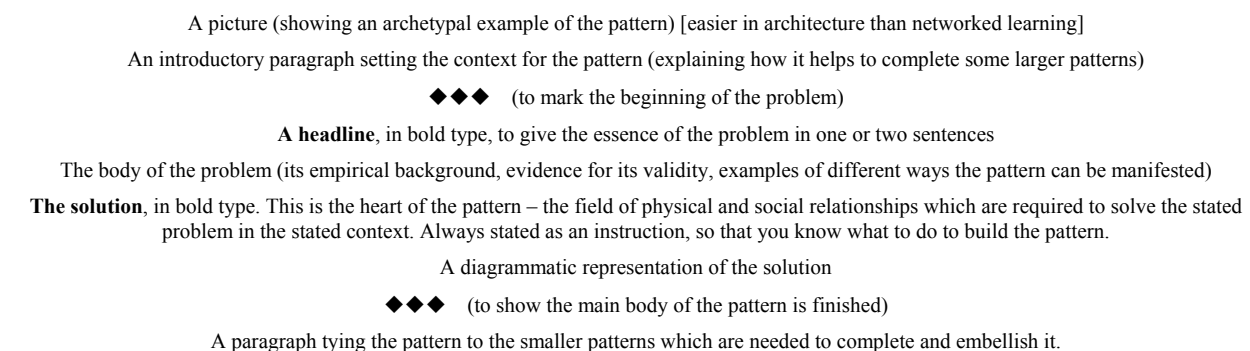 A picture (showing an archetypal example of the pattern) [easier in architecture than networked learning]
An introductory paragraph setting the context for the pattern (explaining how it helps to complete some larger patterns)
◆◆◆ (to mark the beginning of the problem)
A headline, in bold type, to give the essence of the problem in one or two sentences
The body of the problem (its empirical background, evidence for its validity, examples of different ways the pattern can be manifested)
The solution, in bold type. This is the heart of the pattern – the field of physical and social relationships which are required to solve the stated
problem in the stated context. Always stated as an instruction, so that you know what to do to build the pattern.
A diagrammatic representation of the solution
◆◆◆ (to show the main body of the pattern is finished)
A paragraph tying the pattern to the smaller patterns which are needed to complete and embellish it.